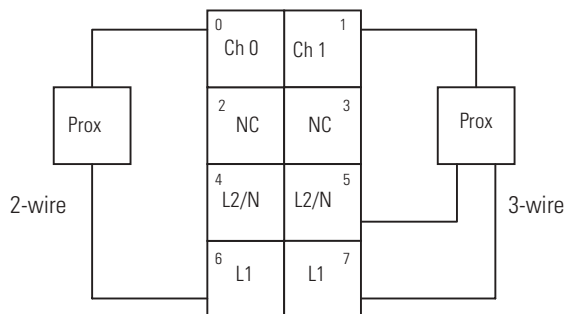 0 1
Ch 0 Ch 1
2 3
Prox NC NC Prox
4 5
2-wire L2/N L2/N 3-wire
6 7
L1 L1